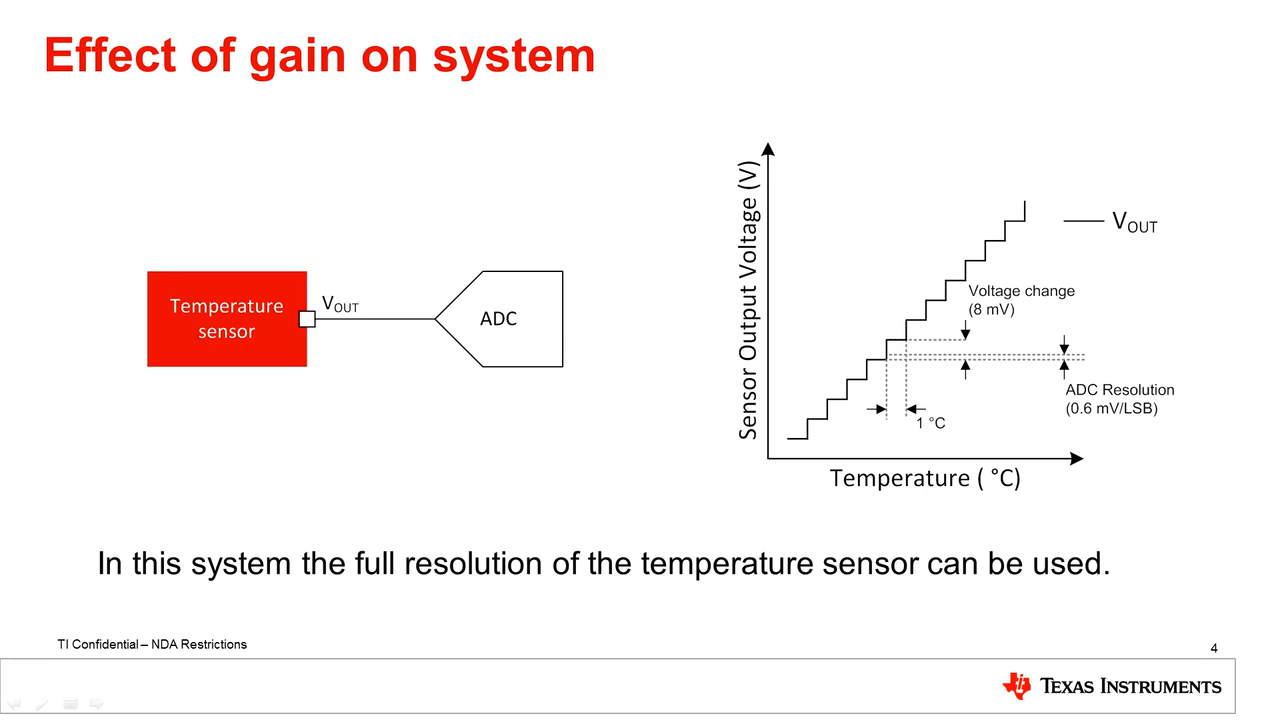 Effect of gain on system
Temperature
sensor
VOUT
ADC
Sensor Output Voltage (V)
VOUT
Voltage change
(8 mV)
ADC Resolution
(0.6 mV/LSB)
1 °C
Temperature ( °C)
In this system the full resolution of the temperature sensor can be used.
TI Confidential – NDA Restrictions
4
TEXAS INSTRUMENTS